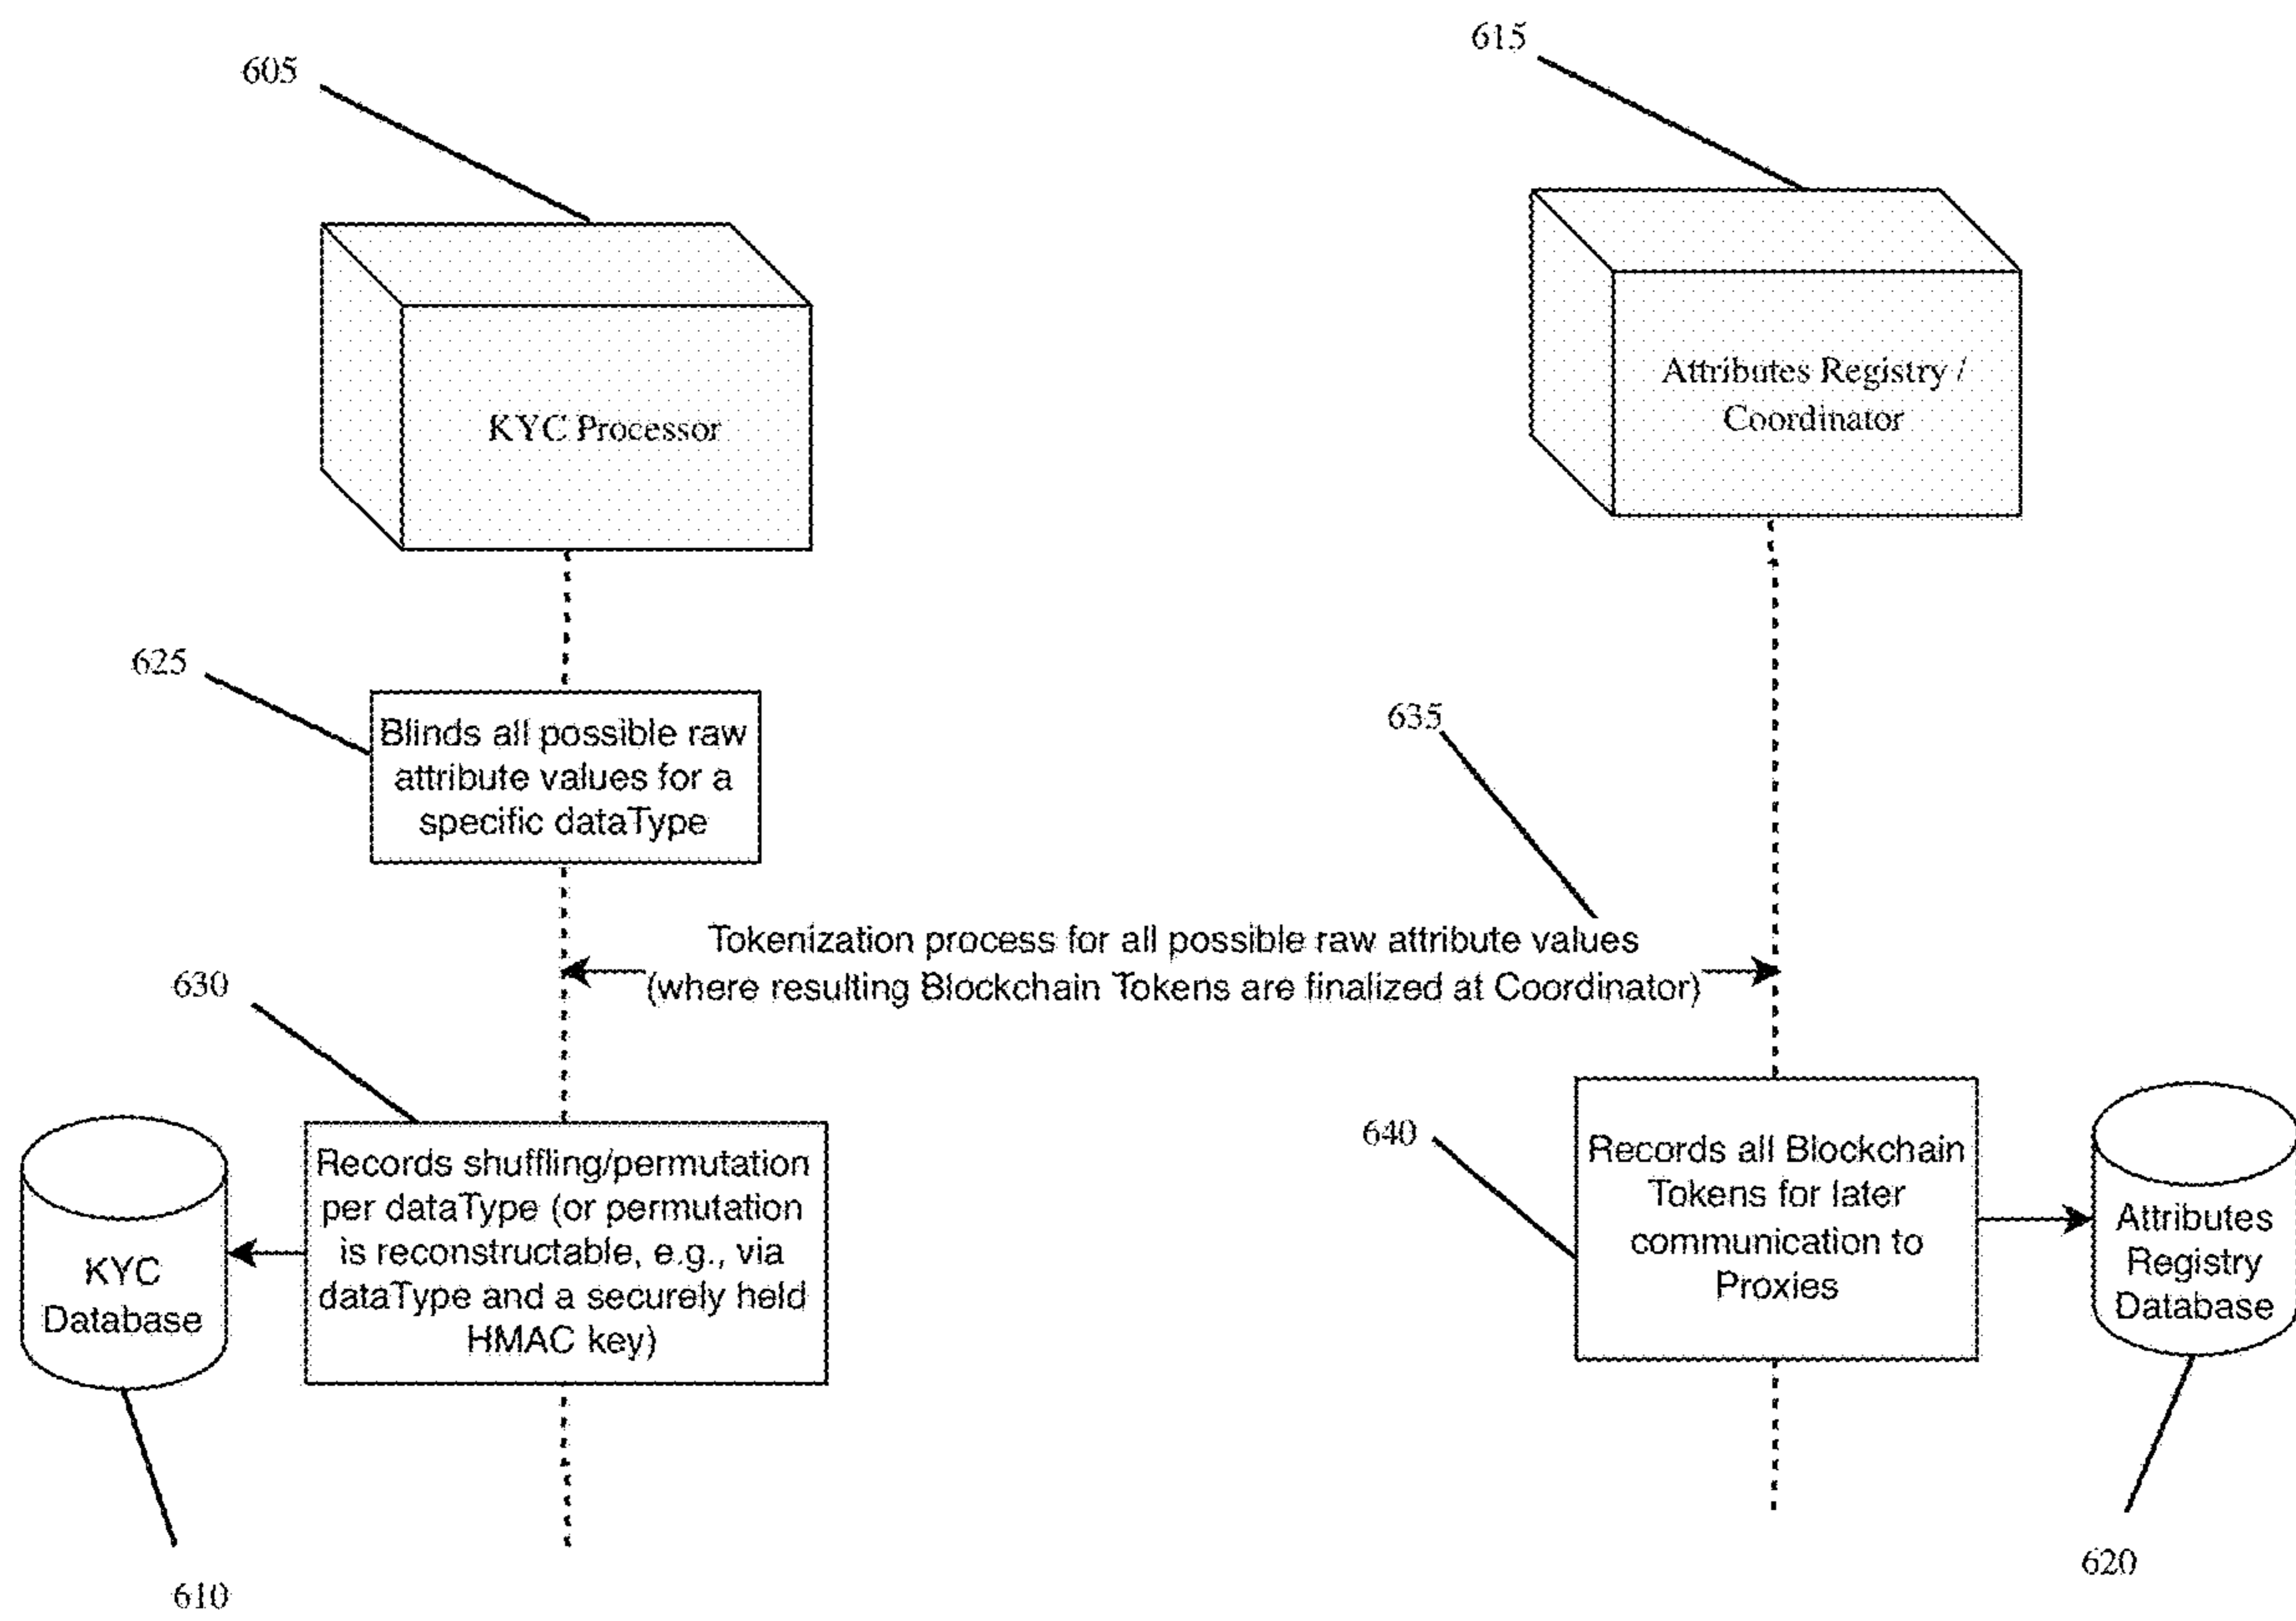 615
605
KYC Processor
Attributes Registry /
Coordinator
625
Blinds all possible raw
attribute values for a
specific dataType
635
Tokenization process for all possible raw attribute values
(where resulting Blockchain Tokens are finalized at Coordinator)
630
Records shuffling/permutation
per dataType (or permutation
is reconstructable, e.g., via
dataType and a securely held
HMAC key)
KYC
Database
640
Records all Blockchain
Tokens for later
communication to
Proxies
Attributes
Registry
Database
610
620